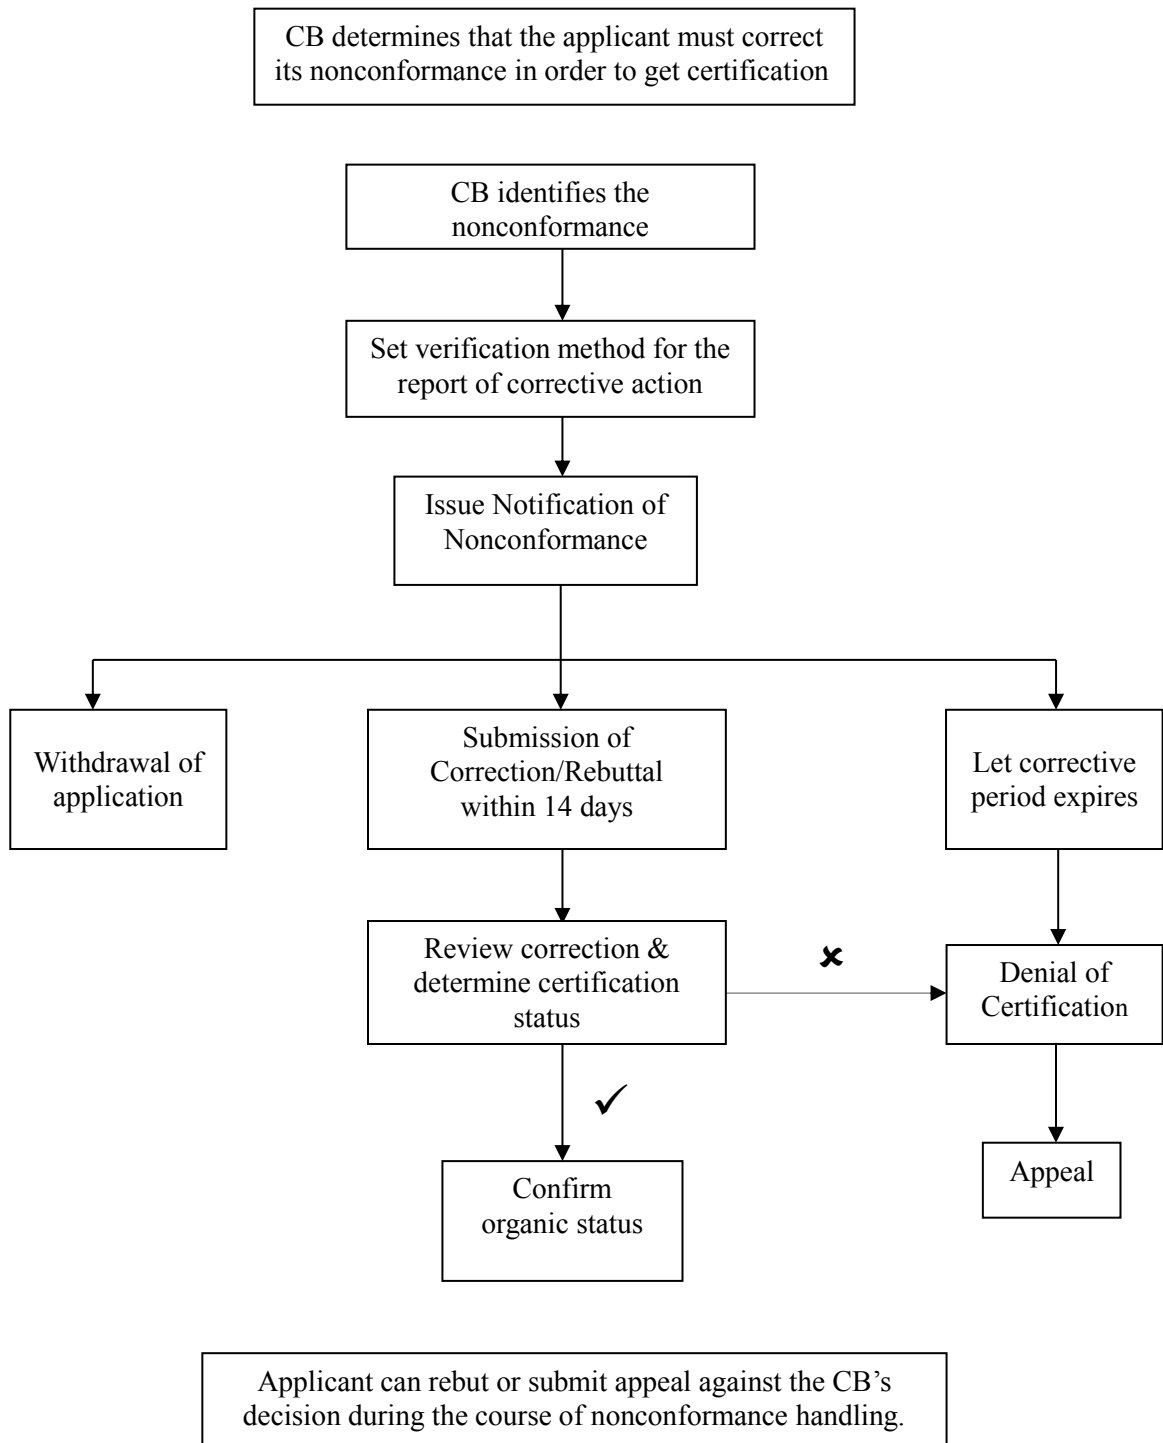 CB determines that the applicant must correct
its nonconformance in order to get certification
CB identifies the
nonconformance
Set verification method for the
report of corrective action
Issue Notification of
Nonconformance
Withdrawal of
application
Submission of
Correction/Rebuttal
within 14 days
Let corrective
period expires
Review correction &
determine certification
status
✘
Denial of
Certification
✓
Confirm
organic status
Appeal
Applicant can rebut or submit appeal against the CB’s
decision during the course of nonconformance handling.